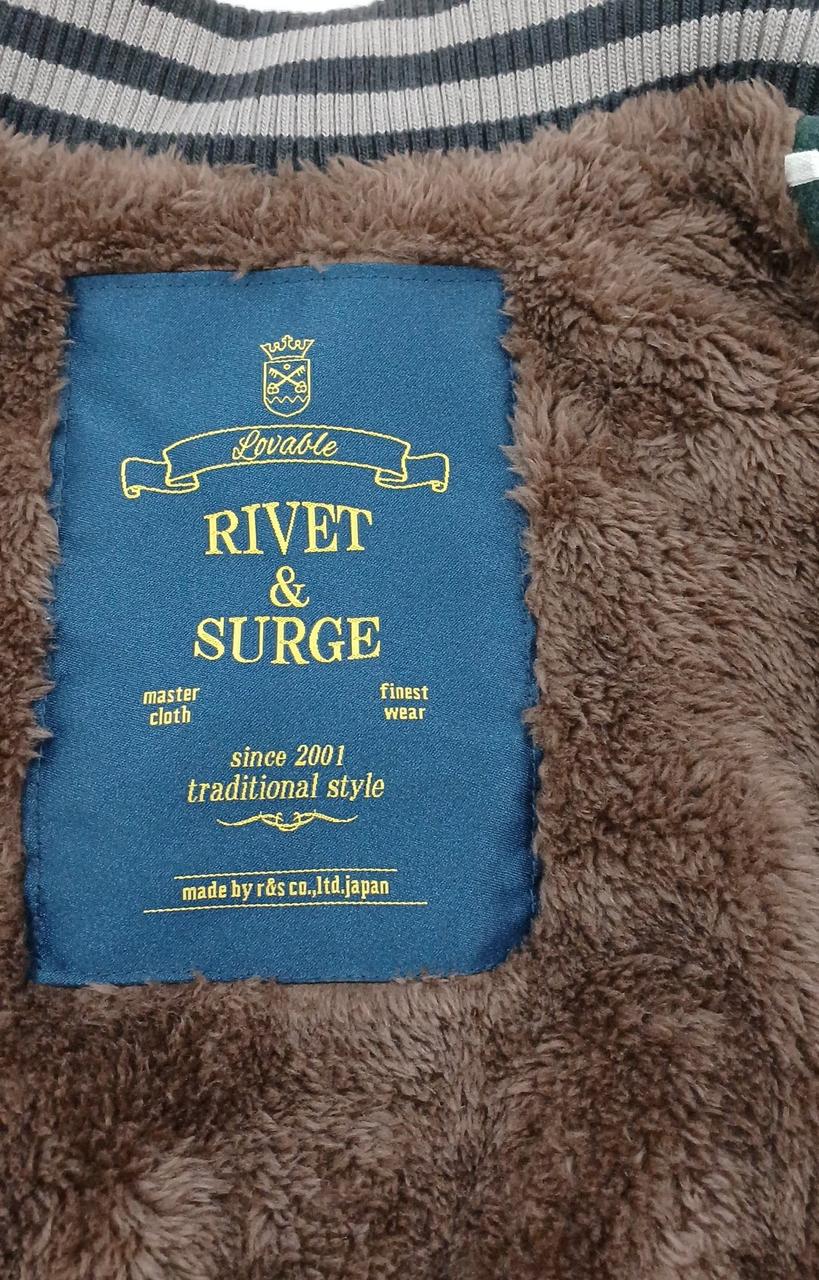 Lovable
RIVET
&
SURGE
master cloth
finest wear
since 2001
traditional style
made by r&s co.,ltd.japan